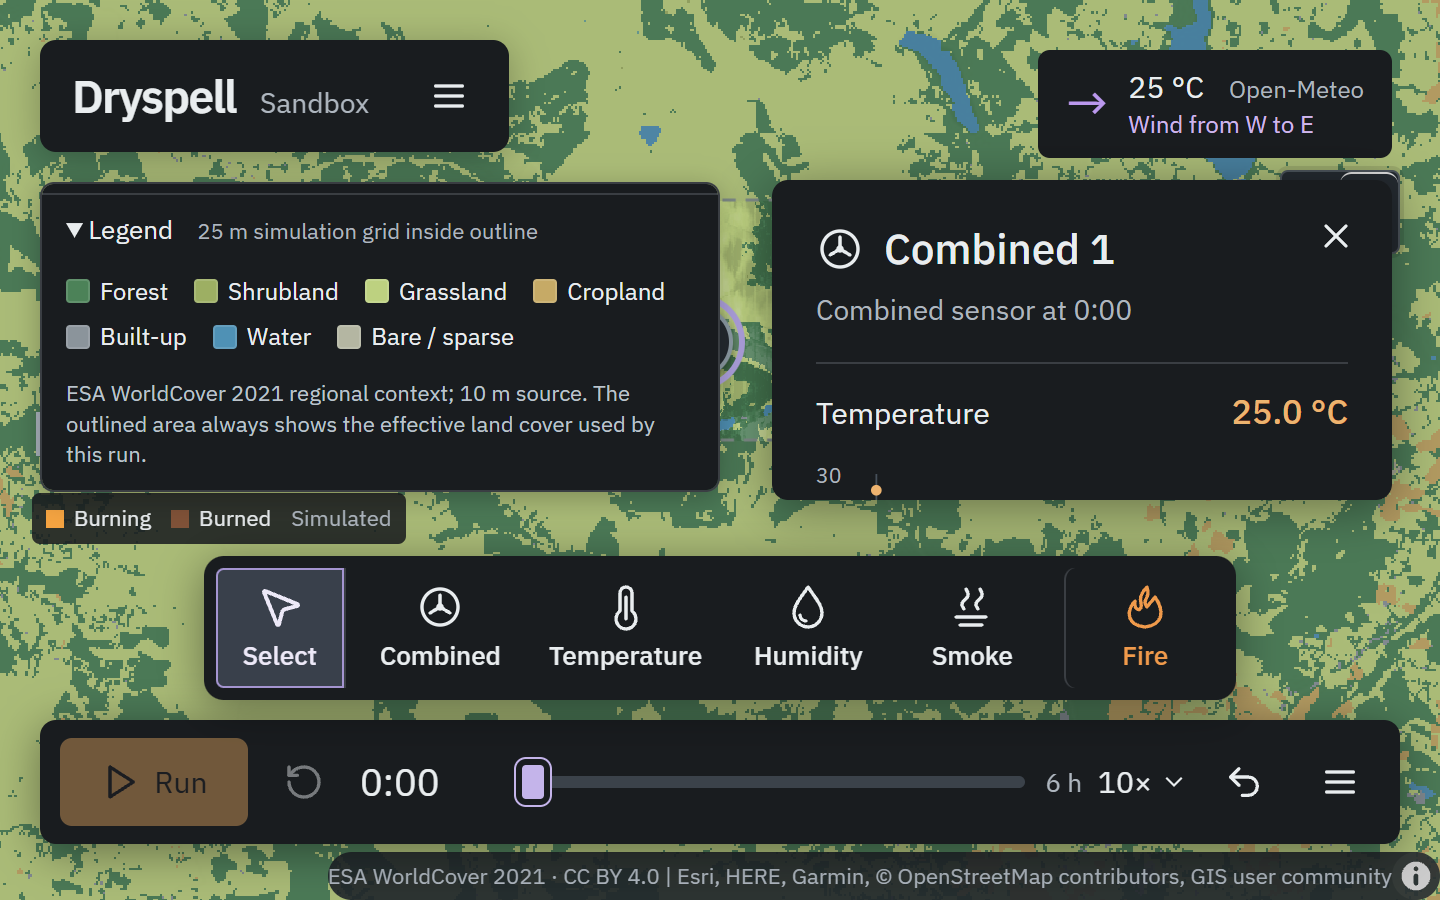 Dryspell Sandbox
25 °C Open-Meteo
Wind from W to E
Legend 25 m simulation grid inside outline
Forest Shrubland Grassland Cropland
Built-up Water Bare / sparse
ESA WorldCover 2021 regional context; 10 m source. The
outlined area always shows the effective land cover used by
this run.
Burning Burned Simulated
Combined 1
Combined sensor at 0:00
Temperature 25.0 °C
30
Select Combined Temperature Humidity Smoke Fire
Run 0:00 6 h 10×
ESA WorldCover 2021 · CC BY 4.0 | Esri, HERE, Garmin, © OpenStreetMap contributors, GIS user community